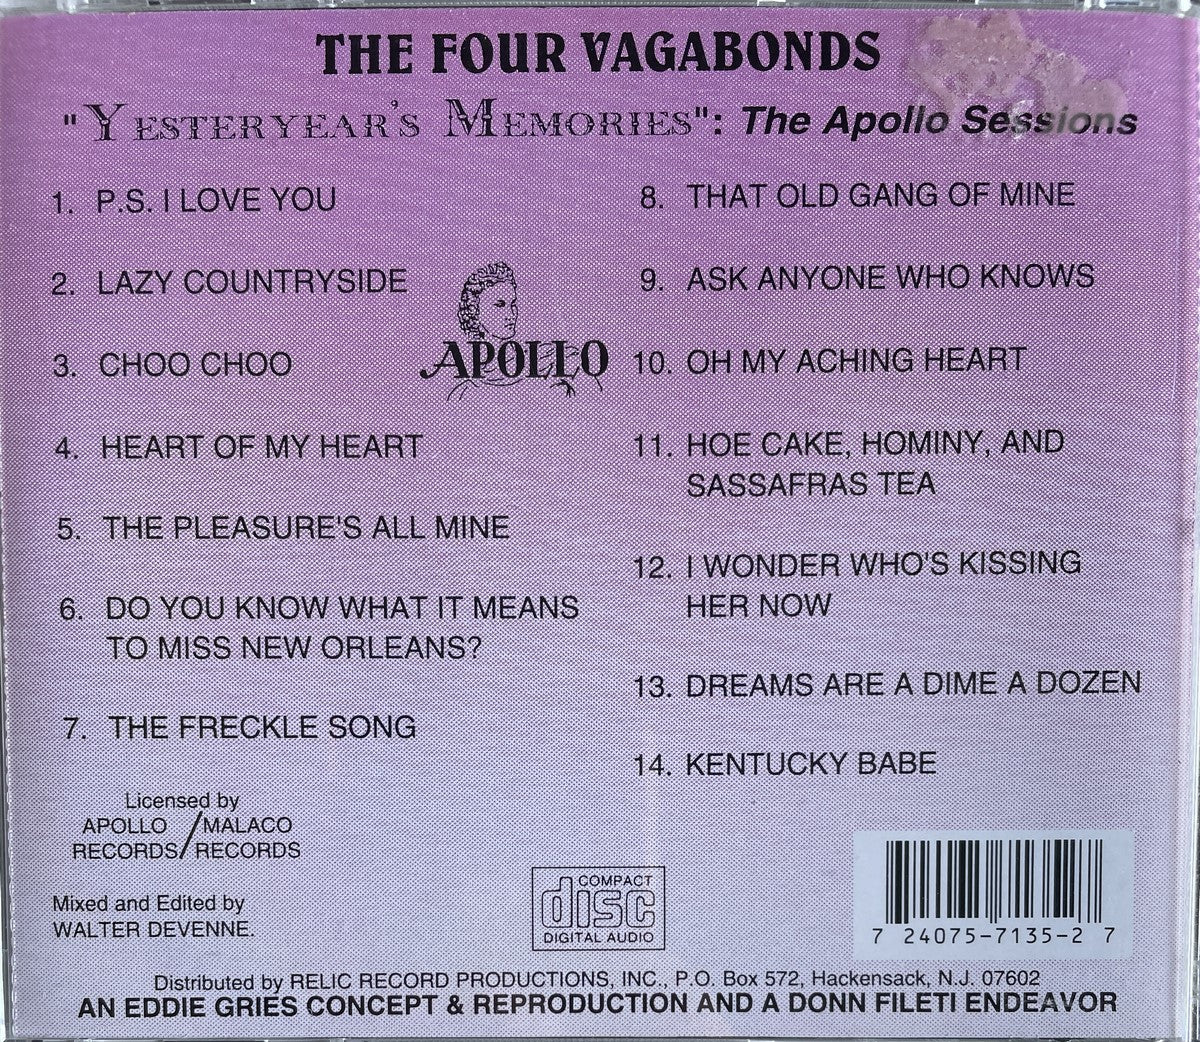 THE FOUR VAGABONDS
"YESTERYEAR'S MEMORIES": The Apollo Sessions
1. P.S. I LOVE YOU
2. LAZY COUNTRYSIDE
3. CHOO CHOO
4. HEART OF MY HEART
5. THE PLEASURE'S ALL MINE
6. DO YOU KNOW WHAT IT MEANS
TO MISS NEW ORLEANS?
7. THE FRECKLE SONG
APOLLO
8. THAT OLD GANG OF MINE
9. ASK ANYONE WHO KNOWS
10. OH MY ACHING HEART
11. HOE CAKE, HOMINY, AND
SASSAFRAS TEA
12. I WONDER WHO'S KISSING
HER NOW
13. DREAMS ARE A DIME A DOZEN
14. KENTUCKY BABE
Licensed by
APOLLO / MALACO
RECORDS/ RECORDS
Mixed and Edited by
WALTER DEVENNE.
COMPACT
disc
DIGITAL AUDIO
7 24075-7135-2 7
Distributed by RELIC RECORD PRODUCTIONS, INC., P.O. Box 572, Hackensack, N.J. 07602
AN EDDIE GRIES CONCEPT & REPRODUCTION AND A DONN FILETI ENDEAVOR